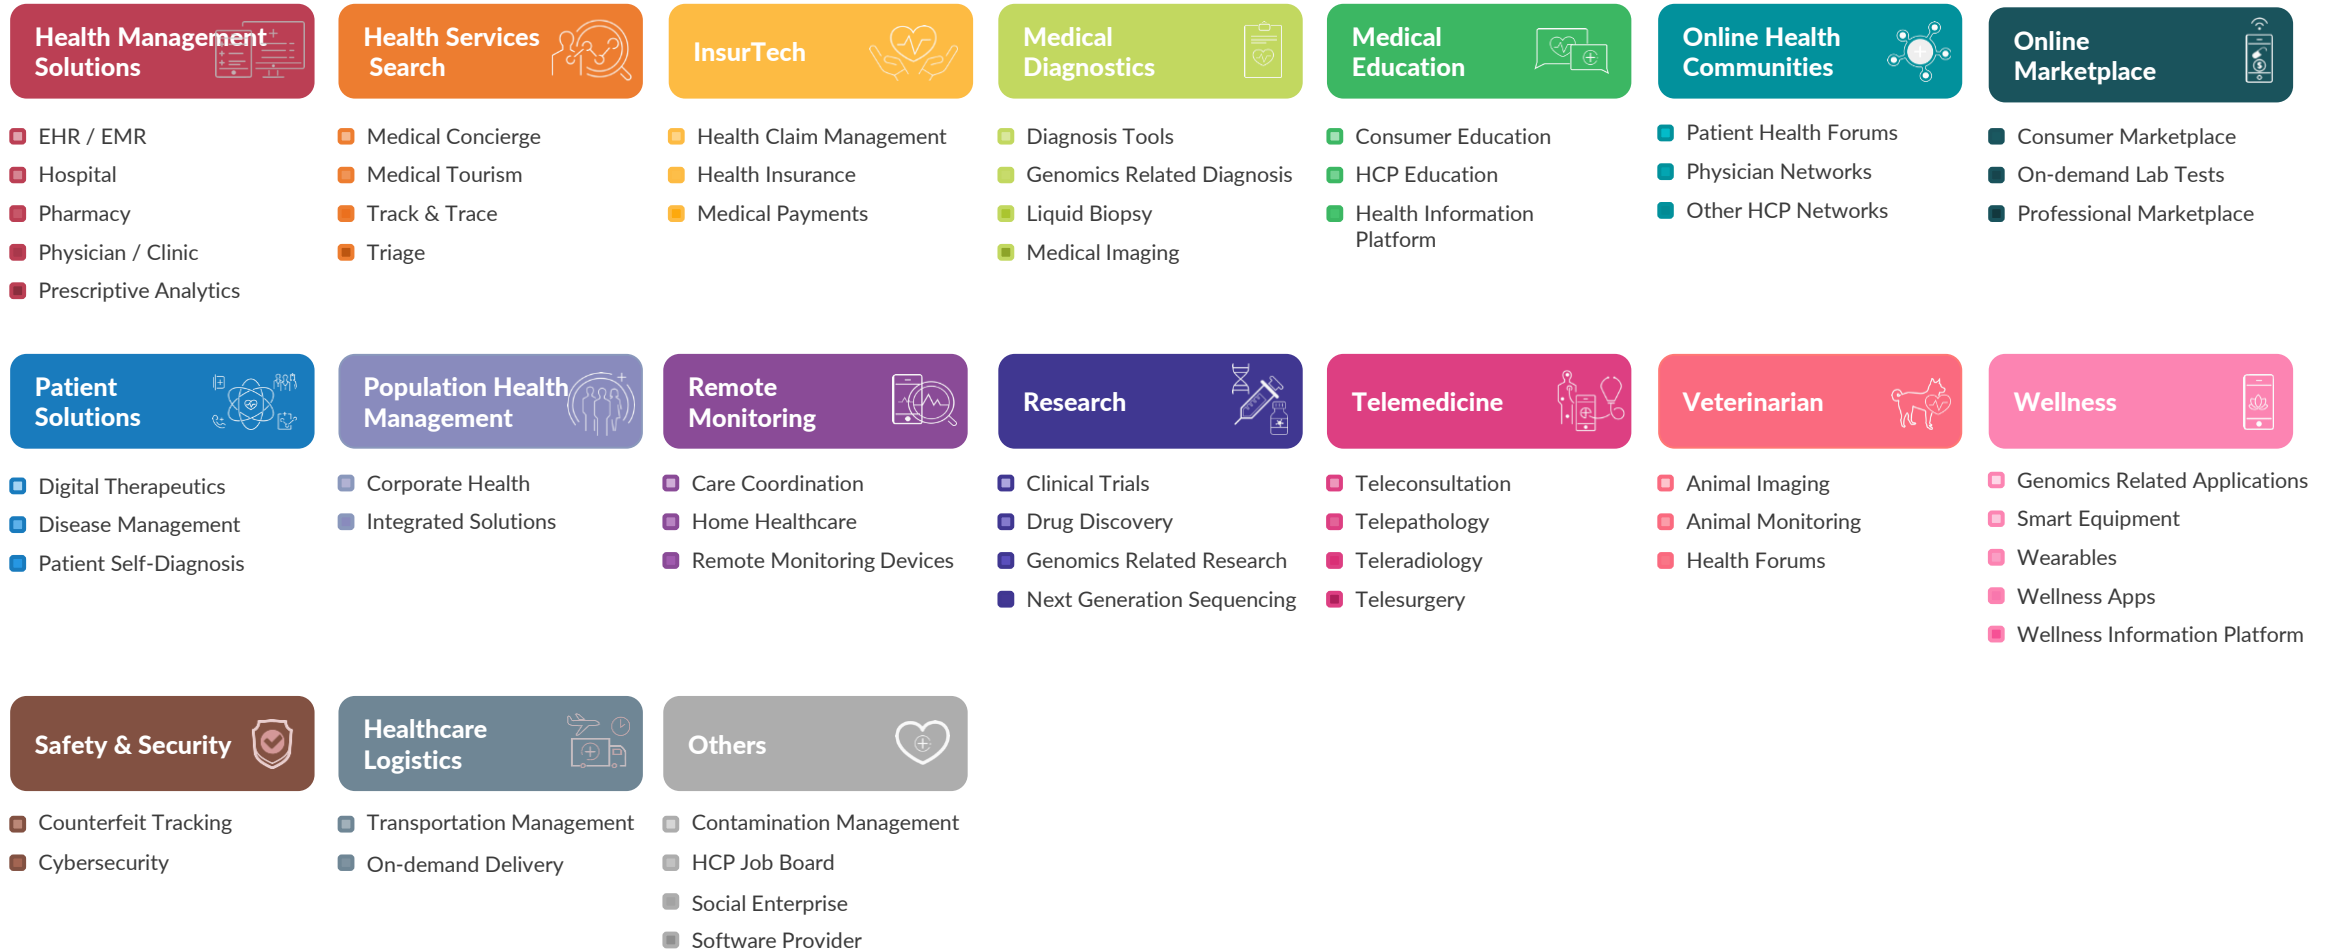 Health Management
Solutions
EHR / EMR
Hospital
Pharmacy
Physician / Clinic
Prescriptive Analytics
Health Services
Search
Medical Concierge
Medical Tourism
Track & Trace
Triage
InsurTech
Health Claim Management
Health Insurance
Medical Payments
Medical
Diagnostics
Diagnosis Tools
Genomics Related Diagnosis
Liquid Biopsy
Medical Imaging
Medical
Education
Consumer Education
HCP Education
Health Information
Platform
Online Health
Communities
Patient Health Forums
Physician Networks
Other HCP Networks
Online
Marketplace
Consumer Marketplace
On-demand Lab Tests
Professional Marketplace
Patient
Solutions
Digital Therapeutics
Disease Management
Patient Self-Diagnosis
Population Health
Management
Corporate Health
Integrated Solutions
Remote
Monitoring
Care Coordination
Home Healthcare
Remote Monitoring Devices
Research
Clinical Trials
Drug Discovery
Genomics Related Research
Next Generation Sequencing
Telemedicine
Teleconsultation
Telepathology
Teleradiology
Telesurgery
Veterinarian
Animal Imaging
Animal Monitoring
Health Forums
Wellness
Genomics Related Applications
Smart Equipment
Wearables
Wellness Apps
Wellness Information Platform
Safety & Security
Counterfeit Tracking
Cybersecurity
Healthcare
Logistics
Transportation Management
On-demand Delivery
Others
Contamination Management
HCP Job Board
Social Enterprise
Software Provider